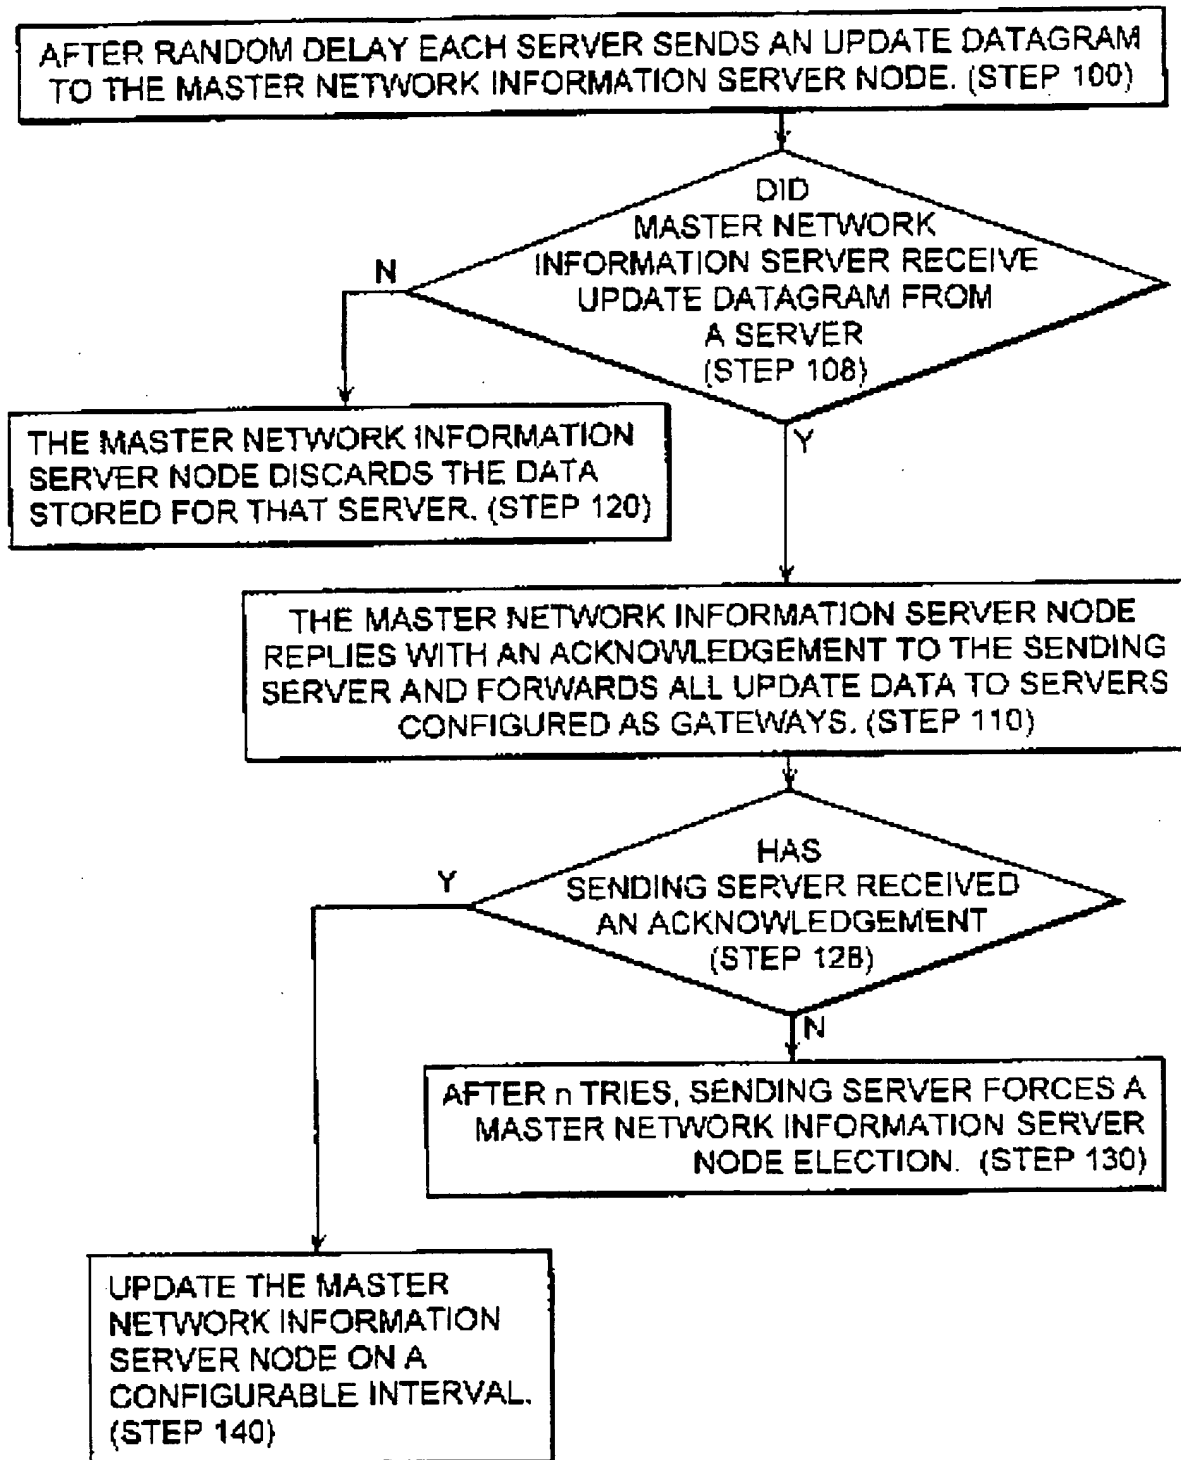 AFTER RANDOM DELAY EACH SERVER SENDS AN UPDATE DATAGRAM
TO THE MASTER NETWORK INFORMATION SERVER NODE. (STEP 100)
DID
MASTER NETWORK
INFORMATION SERVER RECEIVE
UPDATE DATAGRAM FROM
A SERVER
(STEP 108)
N
Y
THE MASTER NETWORK INFORMATION
SERVER NODE DISCARDS THE DATA
STORED FOR THAT SERVER. (STEP 120)
THE MASTER NETWORK INFORMATION SERVER NODE
REPLIES WITH AN ACKNOWLEDGEMENT TO THE SENDING
SERVER AND FORWARDS ALL UPDATE DATA TO SERVERS
CONFIGURED AS GATEWAYS. (STEP 110)
HAS
SENDING SERVER RECEIVED
AN ACKNOWLEDGEMENT
(STEP 128)
Y
N
AFTER n TRIES, SENDING SERVER FORCES A
MASTER NETWORK INFORMATION SERVER
NODE ELECTION. (STEP 130)
UPDATE THE MASTER
NETWORK INFORMATION
SERVER NODE ON A
CONFIGURABLE INTERVAL.
(STEP 140)